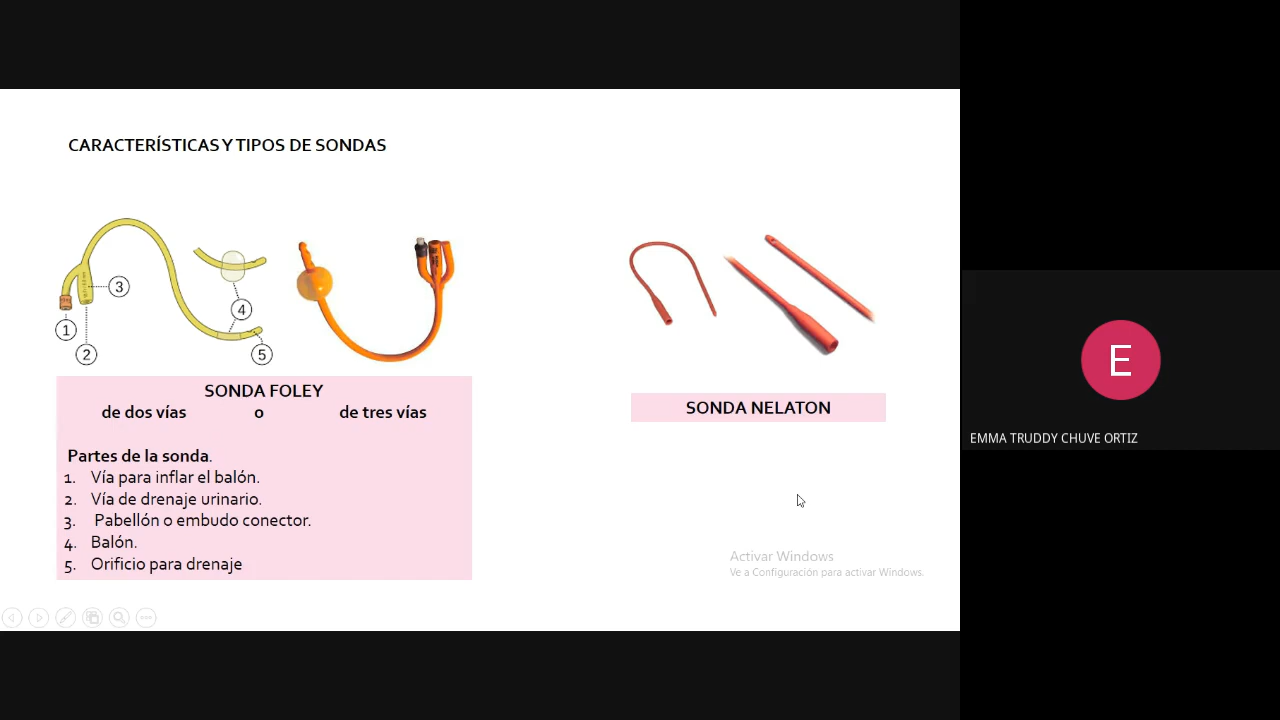 CARACTERÍSTICAS Y TIPOS DE SONDAS
1
2
3
4
5
SONDA FOLEY
de dos vías o de tres vías
Partes de la sonda.
1. Vía para inflar el balón.
2. Vía de drenaje urinario.
3. Pabellón o embudo conector.
4. Balón.
5. Orificio para drenaje
SONDA NELATON
Activar Windows
Ve a Configuración para activar Windows.
E
EMMA TRUDDY CHUVE ORTIZ